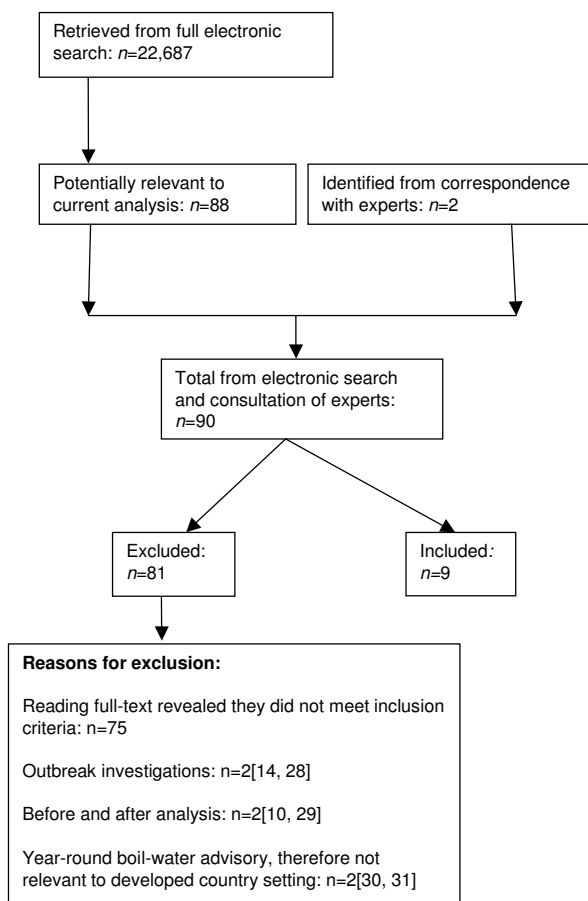 Retrieved from full electronic
search: n=22,687
Potentially relevant to
current analysis: n=88
Identified from correspondence
with experts: n=2
Total from electronic search
and consultation of experts:
n=90
Excluded:
n=81
Included:
n=9
Reasons for exclusion:
Reading full-text revealed they did not meet inclusion
criteria: n=75
Outbreak investigations: n=2[14, 28]
Before and after analysis: n=2[10, 29]
Year-round boil-water advisory, therefore not
relevant to developed country setting: n=2[30, 31]